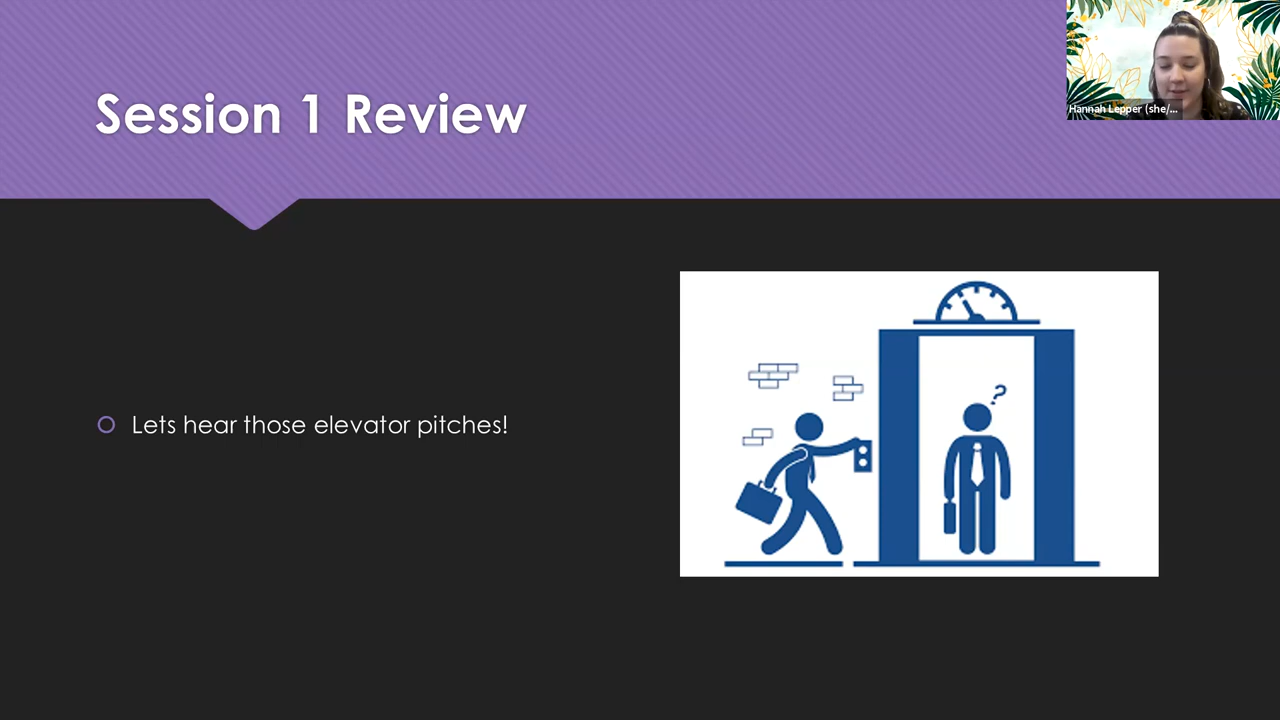 Session 1 Review
Hannah Lepper (she/...
Lets hear those elevator pitches!
?